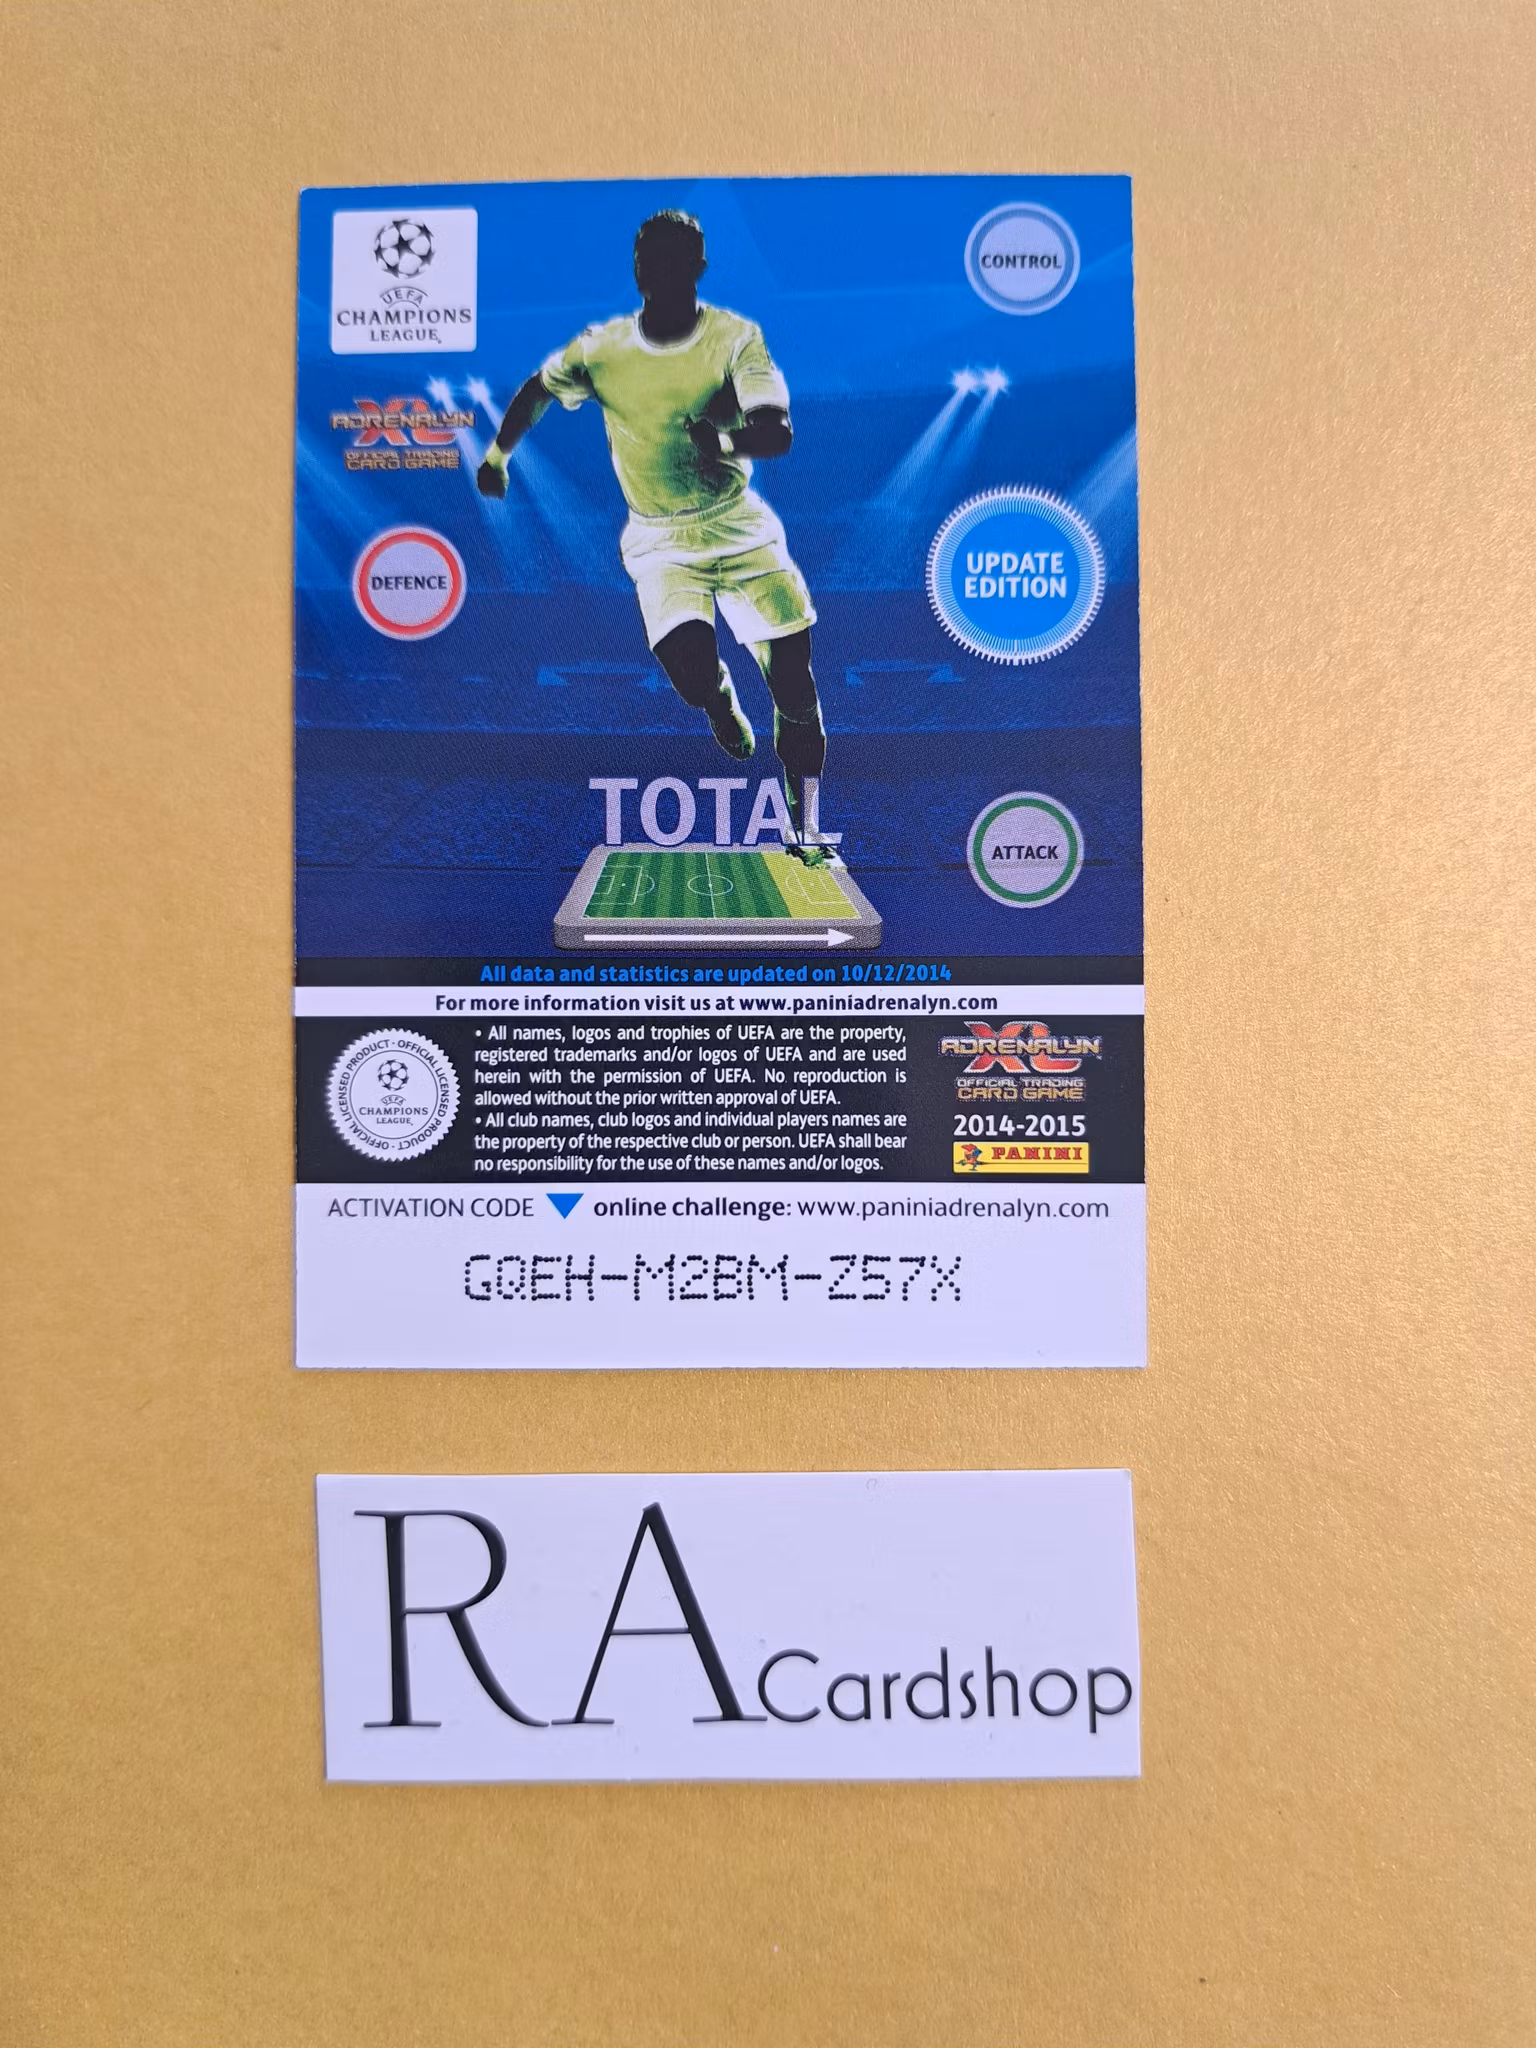 UEFA
CHAMPIONS
LEAGUE
CONTROL
ADRENALYN
XL
OFFICIAL TRADING
CARD GAME
DEFENCE
UPDATE
EDITION
TOTAL
ATTACK
All data and statistics are updated on 10/12/2014
For more information visit us at www.paniniadrenalyn.com
OFFICIAL LICENSED PRODUCT · OFFICIAL LICENSED PRODUCT ·
UEFA
CHAMPIONS
LEAGUE
• All names, logos and trophies of UEFA are the property,
registered trademarks and/or logos of UEFA and are used
herein with the permission of UEFA. No reproduction is
allowed without the prior written approval of UEFA.
• All club names, club logos and individual players names are
the property of the respective club or person. UEFA shall bear
no responsibility for the use of these names and/or logos.
ADRENALYN
XL
OFFICIAL TRADING
CARD GAME
2014-2015
PANINI
ACTIVATION CODE online challenge: www.paniniadrenalyn.com
GQEH-M2BM-Z57X
RA Cardshop